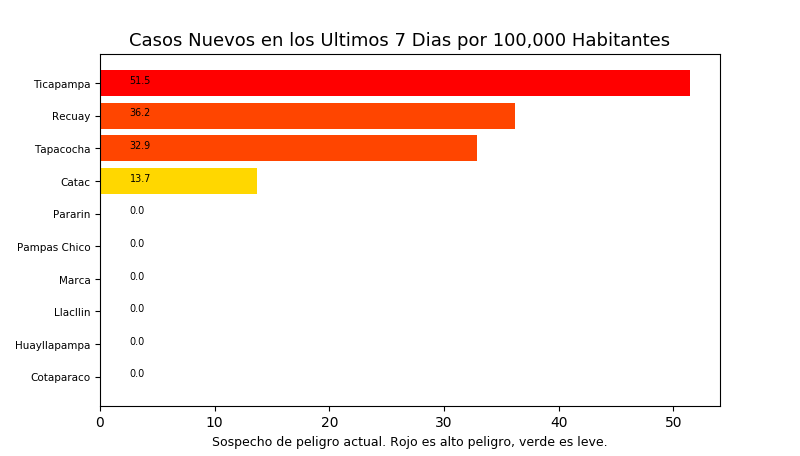 Casos Nuevos en los Ultimos 7 Dias por 100,000 Habitantes
Ticapampa 51.5
Recuay 36.2
Tapacocha 32.9
Catac 13.7
Pararin 0.0
Pampas Chico 0.0
Marca 0.0
Llacllin 0.0
Huayllapampa 0.0
Cotaparaco 0.0
0 10 20 30 40 50
Sospecho de peligro actual. Rojo es alto peligro, verde es leve.